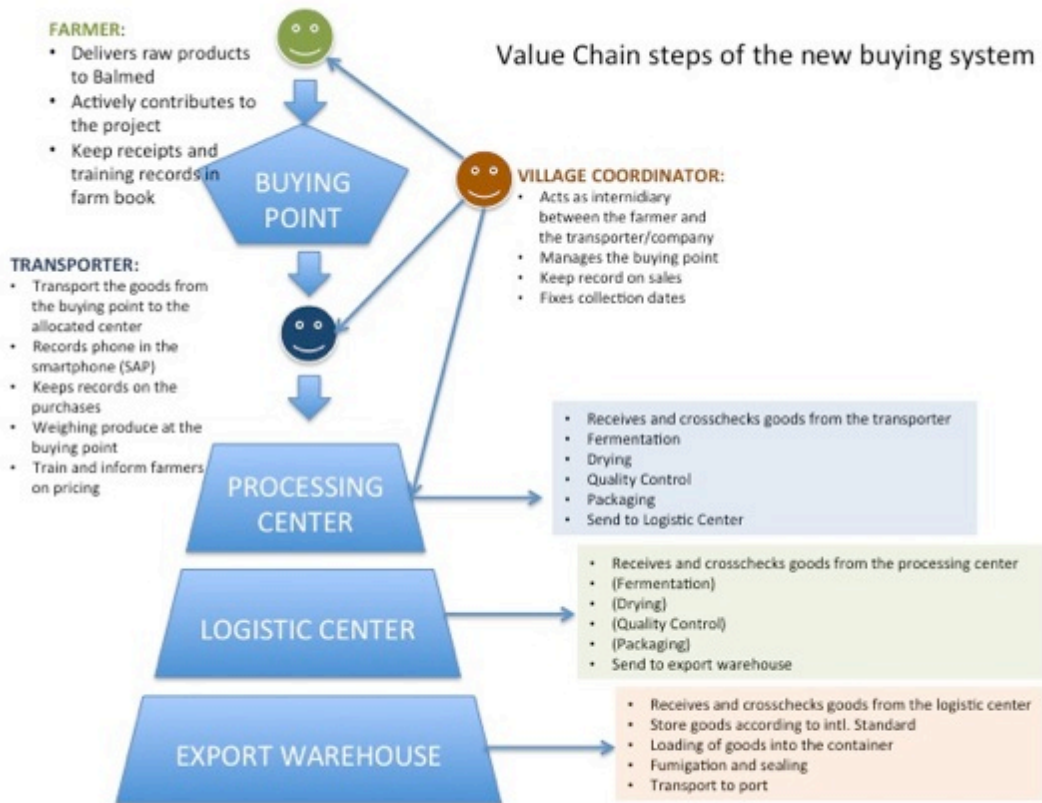 Value Chain steps of the new buying system
FARMER:
• Delivers raw products
to Balmed
• Actively contributes to
the project
• Keep receipts and
training records in
farm book
BUYING
POINT
VILLAGE COORDINATOR:
• Acts as internidiary
between the farmer and
the transporter/company
• Manages the buying point
• Keep record on sales
• Fixes collection dates
TRANSPORTER:
• Transport the goods from
the buying point to the
allocated center
• Records phone in the
smartphone (SAP)
• Keeps records on the
purchases
• Weighing produce at the
buying point
• Train and inform farmers
on pricing
PROCESSING
CENTER
• Receives and crosschecks goods from the transporter
• Fermentation
• Drying
• Quality Control
• Packaging
• Send to Logistic Center
LOGISTIC CENTER
• Receives and crosschecks goods from the processing center
• (Fermentation)
• (Drying)
• (Quality Control)
• (Packaging)
• Send to export warehouse
EXPORT WAREHOUSE
• Receives and crosschecks goods from the logistic center
• Store goods according to intl. Standard
• Loading of goods into the container
• Fumigation and sealing
• Transport to port